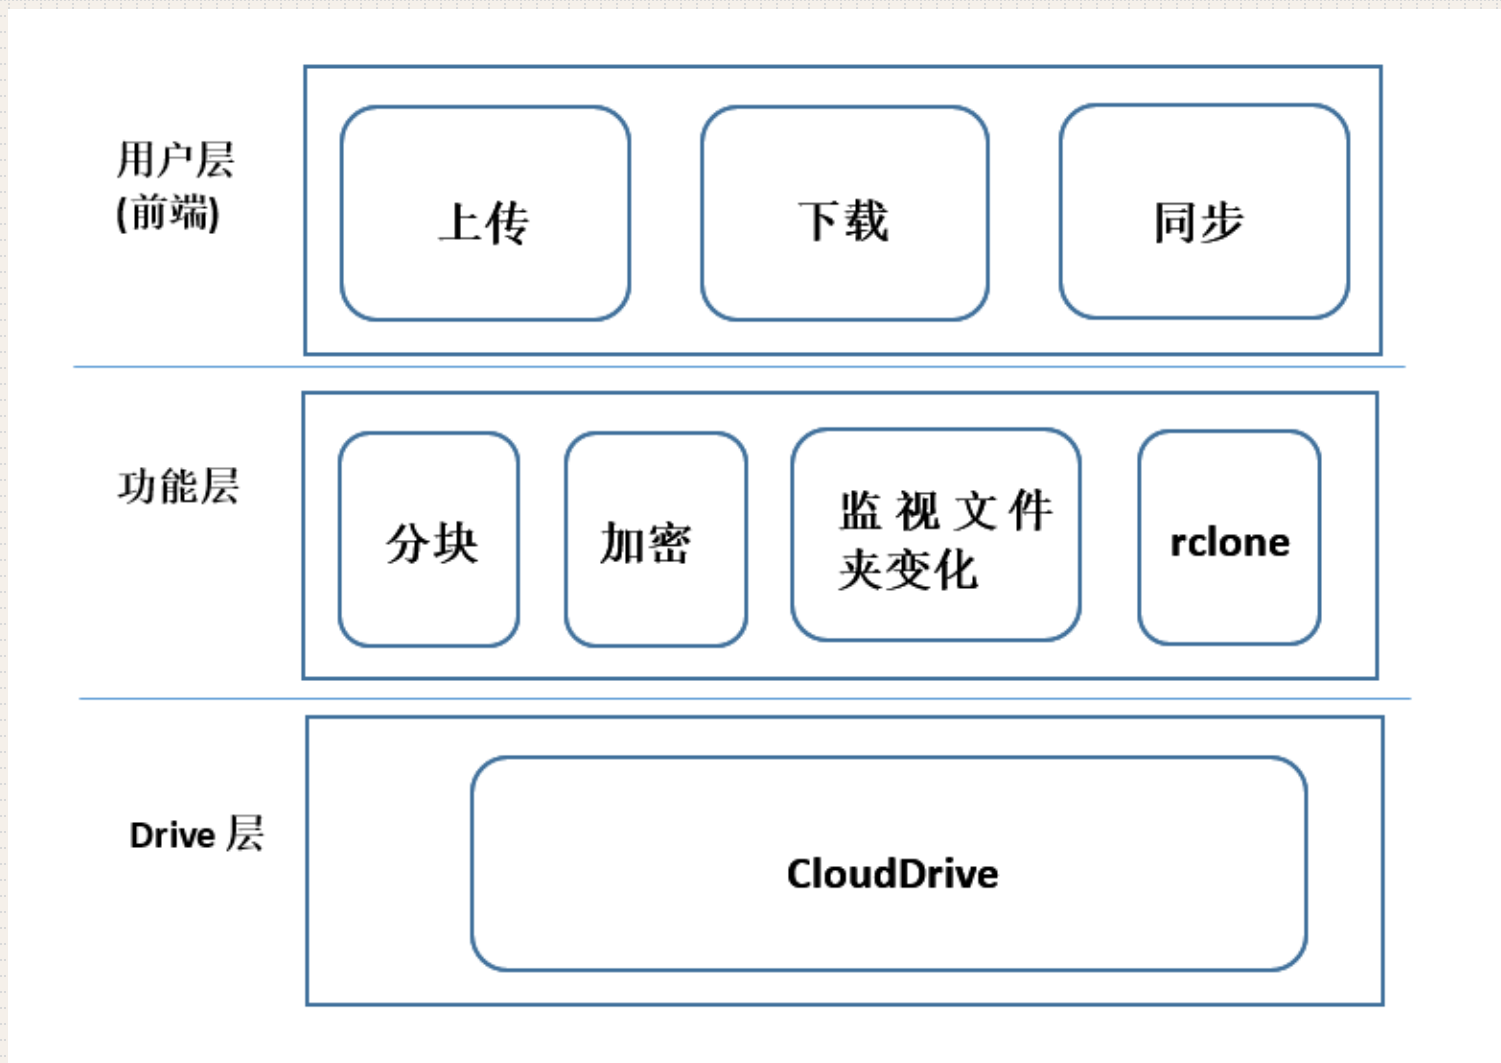 用户层
(前端)
上传
下载
同步
功能层
分块
加密
监视文件
夹变化
rclone
Drive 层
CloudDrive